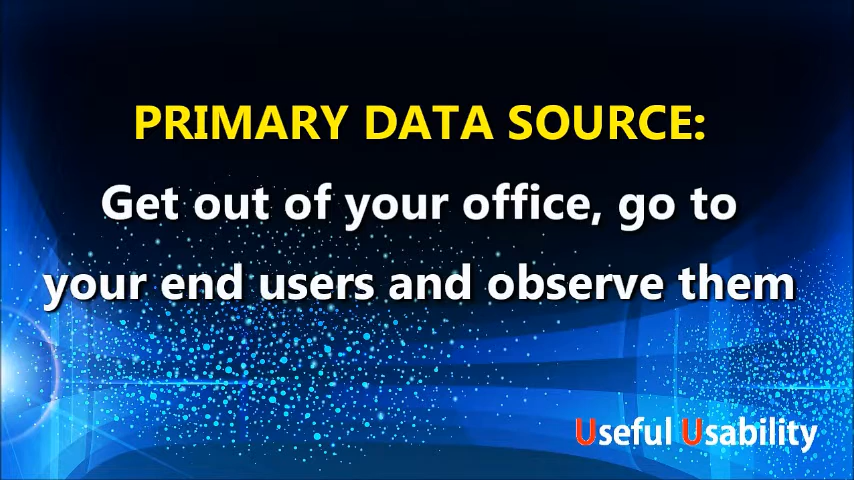 PRIMARY DATA SOURCE:
Get out of your office, go to
your end users and observe them
Useful Usability